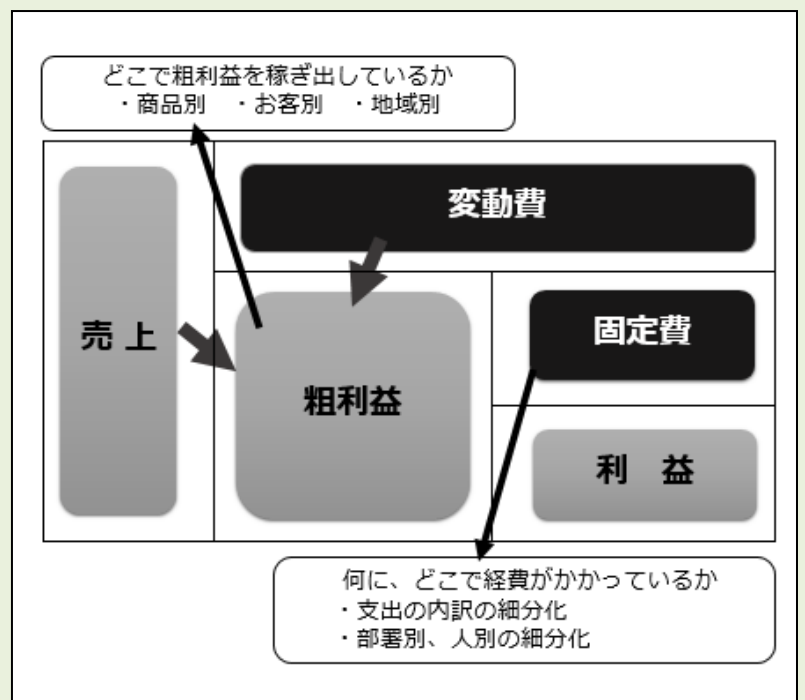 どこで粗利益を稼ぎ出しているか
・商品別　・お客別　・地域別
変動費
売 上
固定費
粗利益
利　益
何に、どこで経費がかかっているか
・支出の内訳の細分化
・部署別、人別の細分化